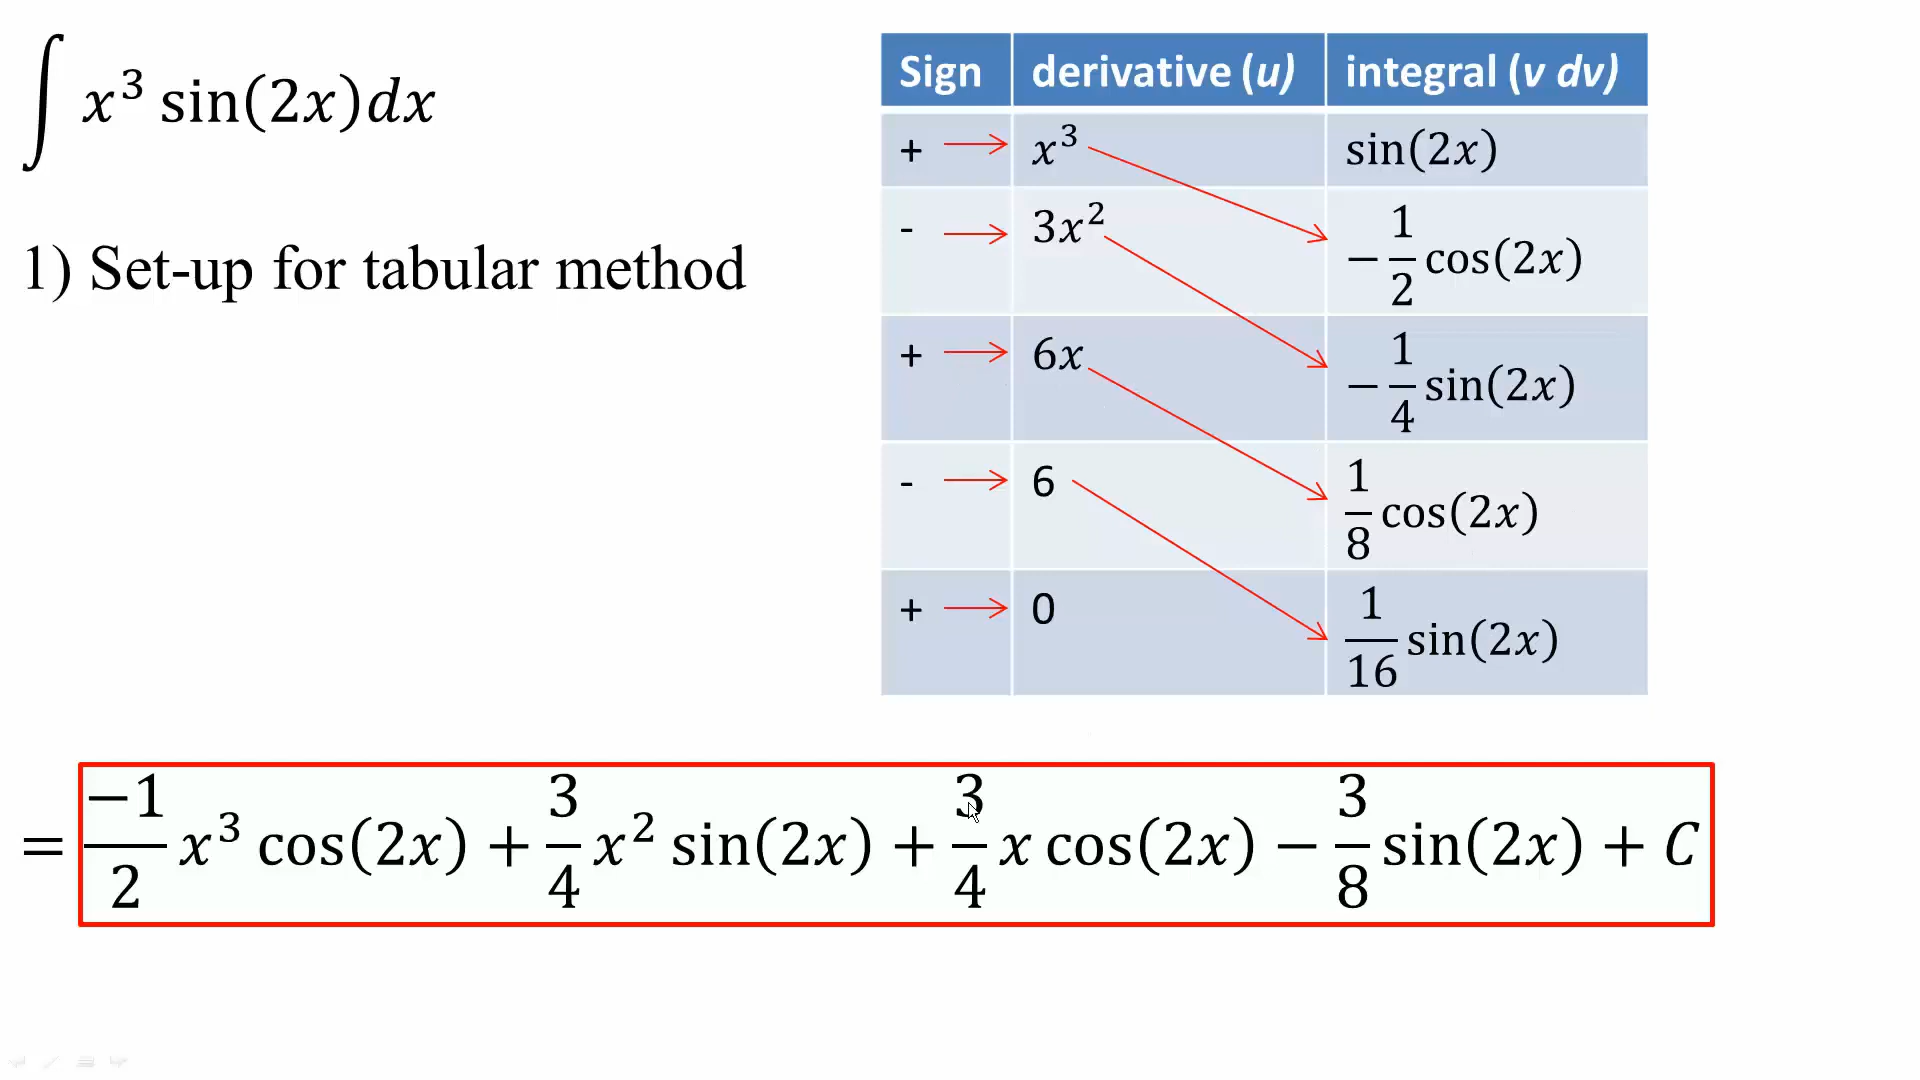 ∫ x³ sin(2x)dx
1) Set-up for tabular method
Sign derivative (u) integral (v dv)
+ x³ sin(2x)
- 3x² −1/2 cos(2x)
+ 6x −1/4 sin(2x)
- 6 1/8 cos(2x)
+ 0 1/16 sin(2x)
= −1/2 x³ cos(2x) + 3/4 x² sin(2x) + 3/4 x cos(2x) − 3/8 sin(2x) + C